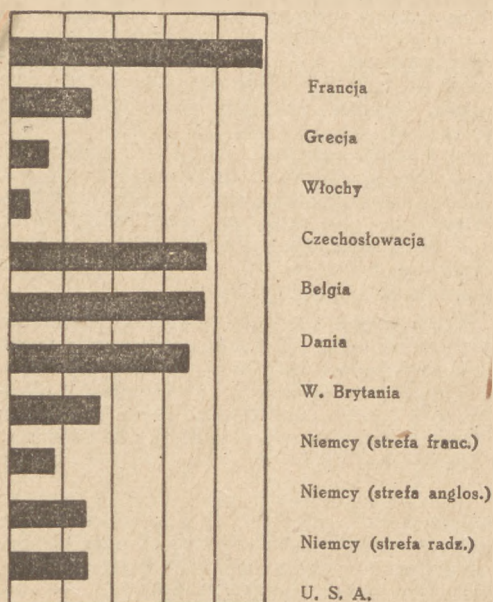 Francja
Grecja
Włochy
Czechosłowacja
Belgia
Dania
W. Brytania
Niemcy (strefa franc.)
Niemcy (strefa anglos.)
Niemcy (strefa radz.)
U. S. A.